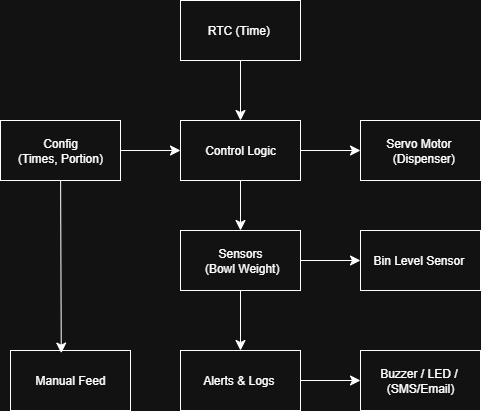 RTC (Time)
Config
(Times, Portion)
Control Logic
Servo Motor
(Dispenser)
Sensors
(Bowl Weight)
Bin Level Sensor
Manual Feed
Alerts & Logs
Buzzer / LED /
(SMS/Email)